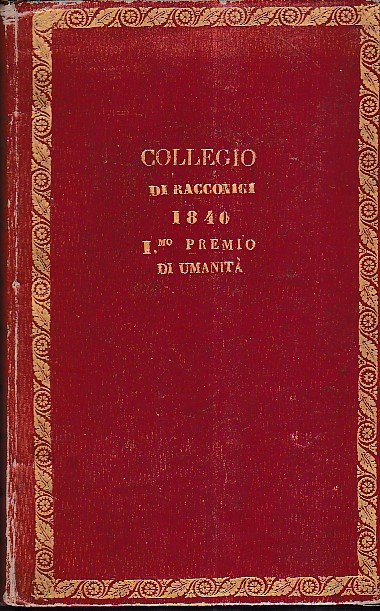 COLLEGIO
DI RACCONIGI
1840
I.MO PREMIO
DI UMANITÀ